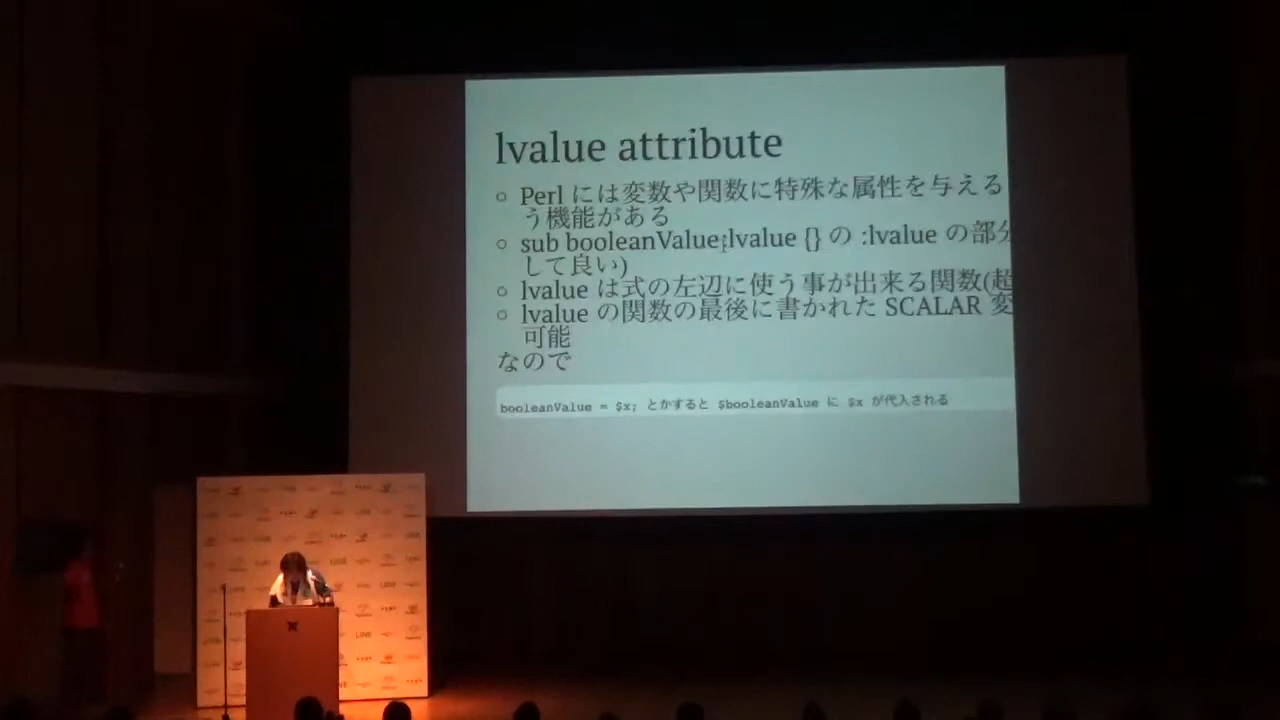 lvalue attribute
Perl には変数や関数に特殊な属性を与える
う機能がある
sub booleanValue:lvalue {} の :lvalue の部分
して良い)
lvalue は式の左辺に使う事が出来る関数(超
lvalue の関数の最後に書かれた SCALAR 変
可能
なので
booleanValue = $x; とかすると $booleanValue に $x が代入される
LINE
LINE
LINE